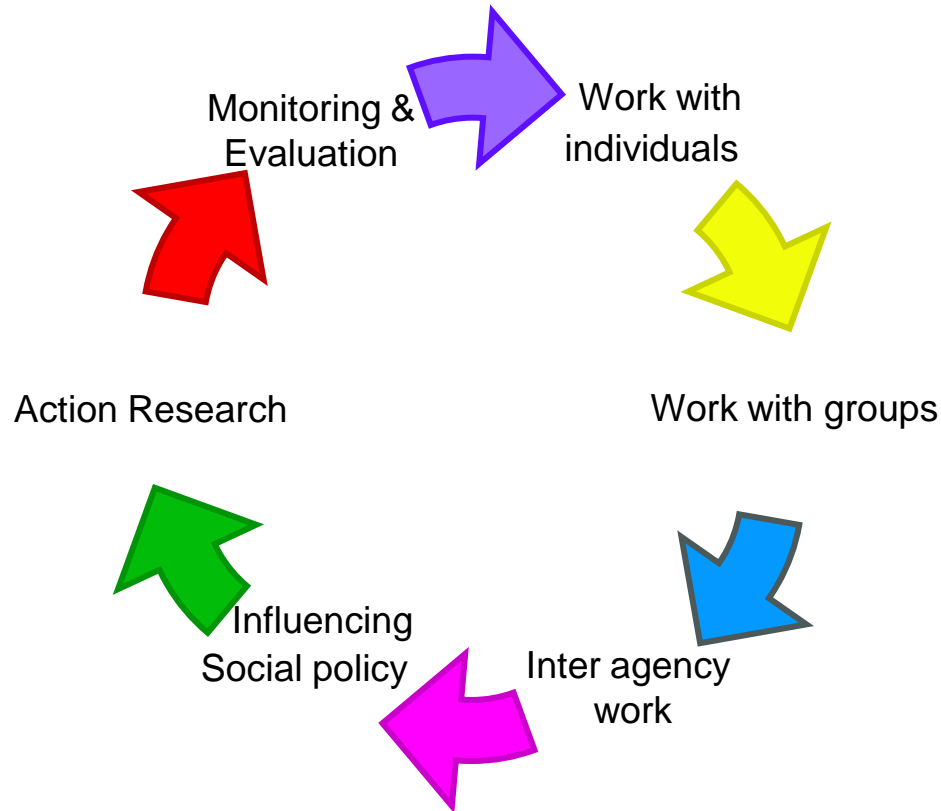 Monitoring &
Evaluation
Work with
individuals
Work with groups
Inter agency
work
Influencing
Social policy
Action Research